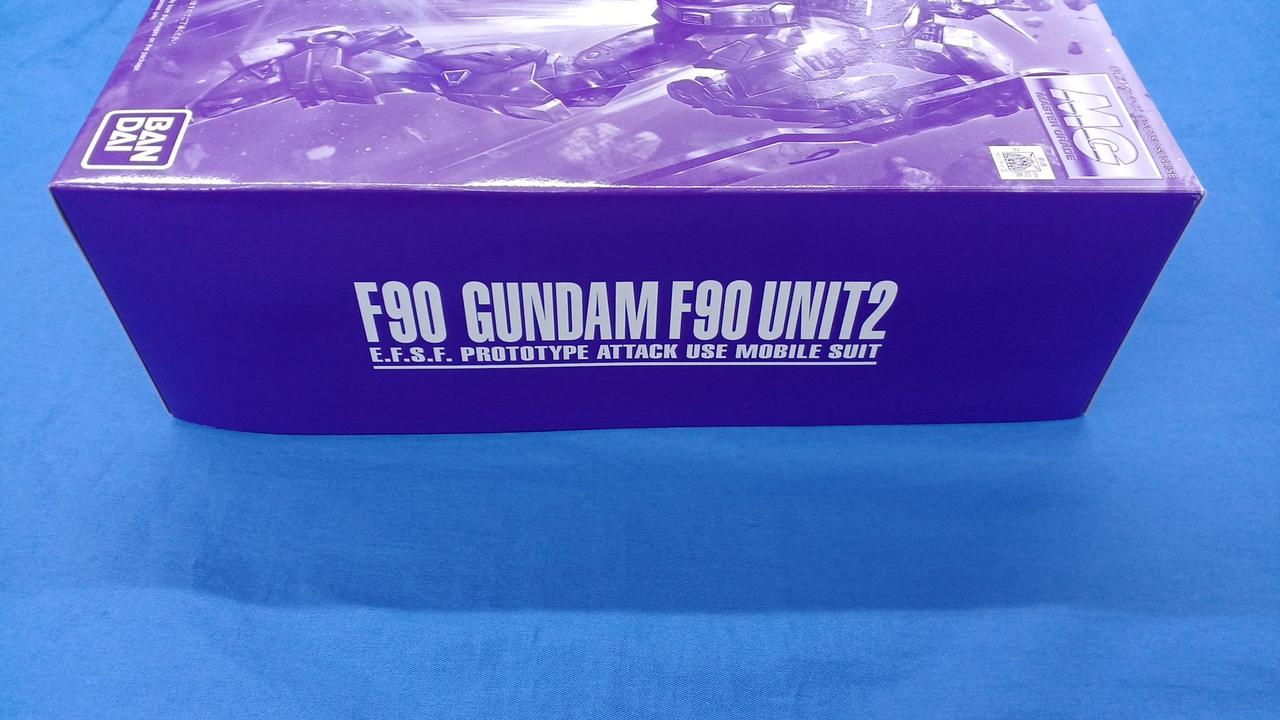 BAN
DAI
MG
MASTER GRADE
F90 GUNDAM F90 UNIT2
E.F.S.F. PROTOTYPE ATTACK USE MOBILE SUIT